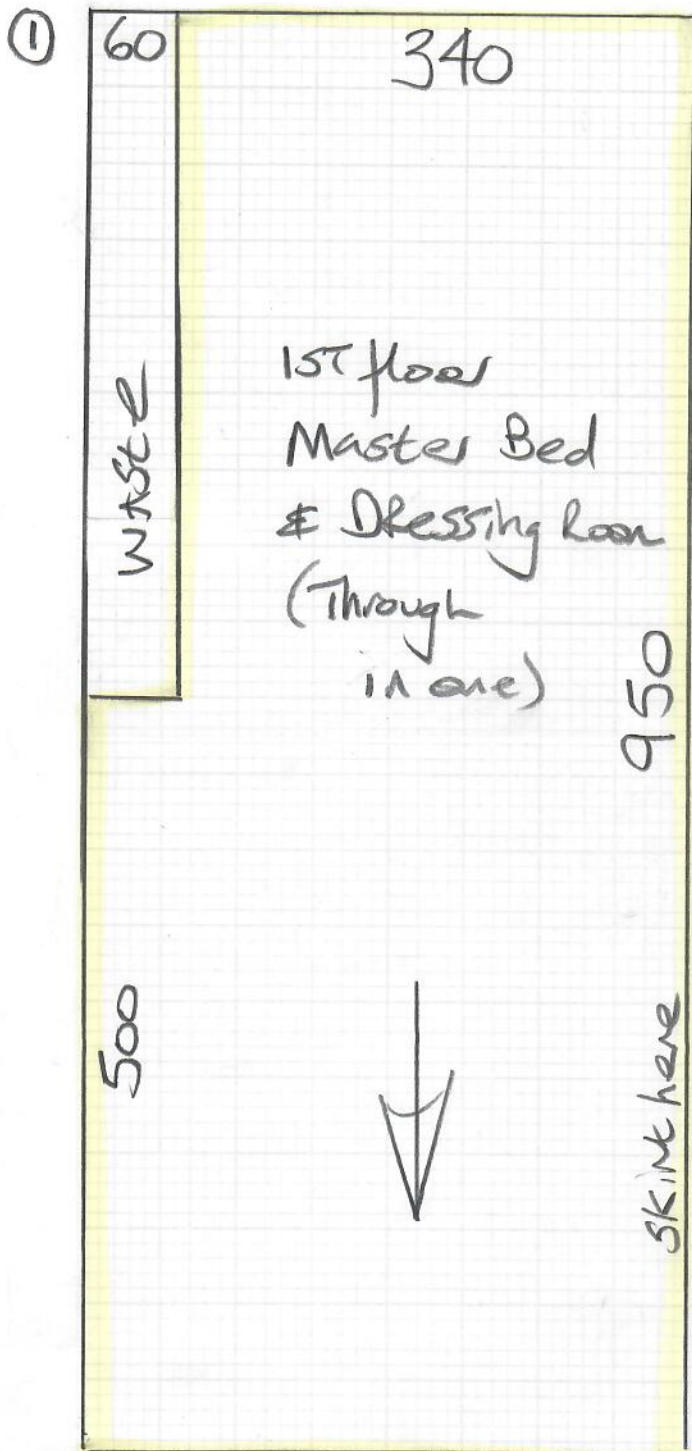 ①
60
340
WASTE
1ST floor
Master Bed
& Dressing Room
(Through
in one)
950
500
skirt here